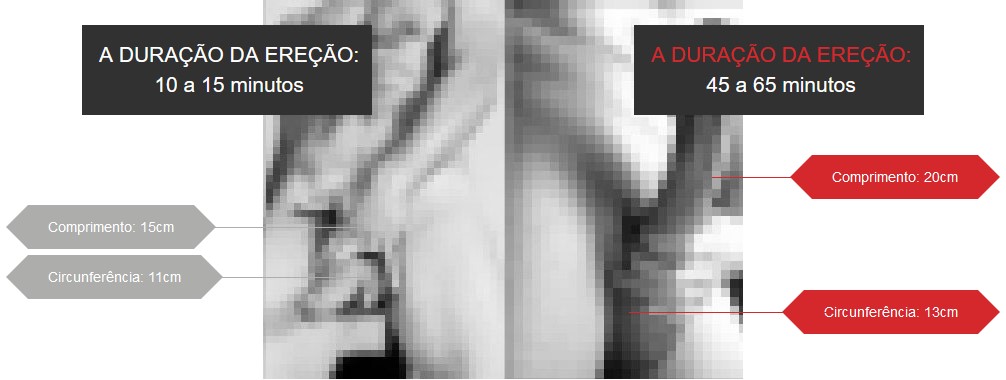 A DURAÇÃO DA EREÇÃO:
10 a 15 minutos
Comprimento: 15cm
Circunferência: 11cm
A DURAÇÃO DA EREÇÃO:
45 a 65 minutos
Comprimento: 20cm
Circunferência: 13cm